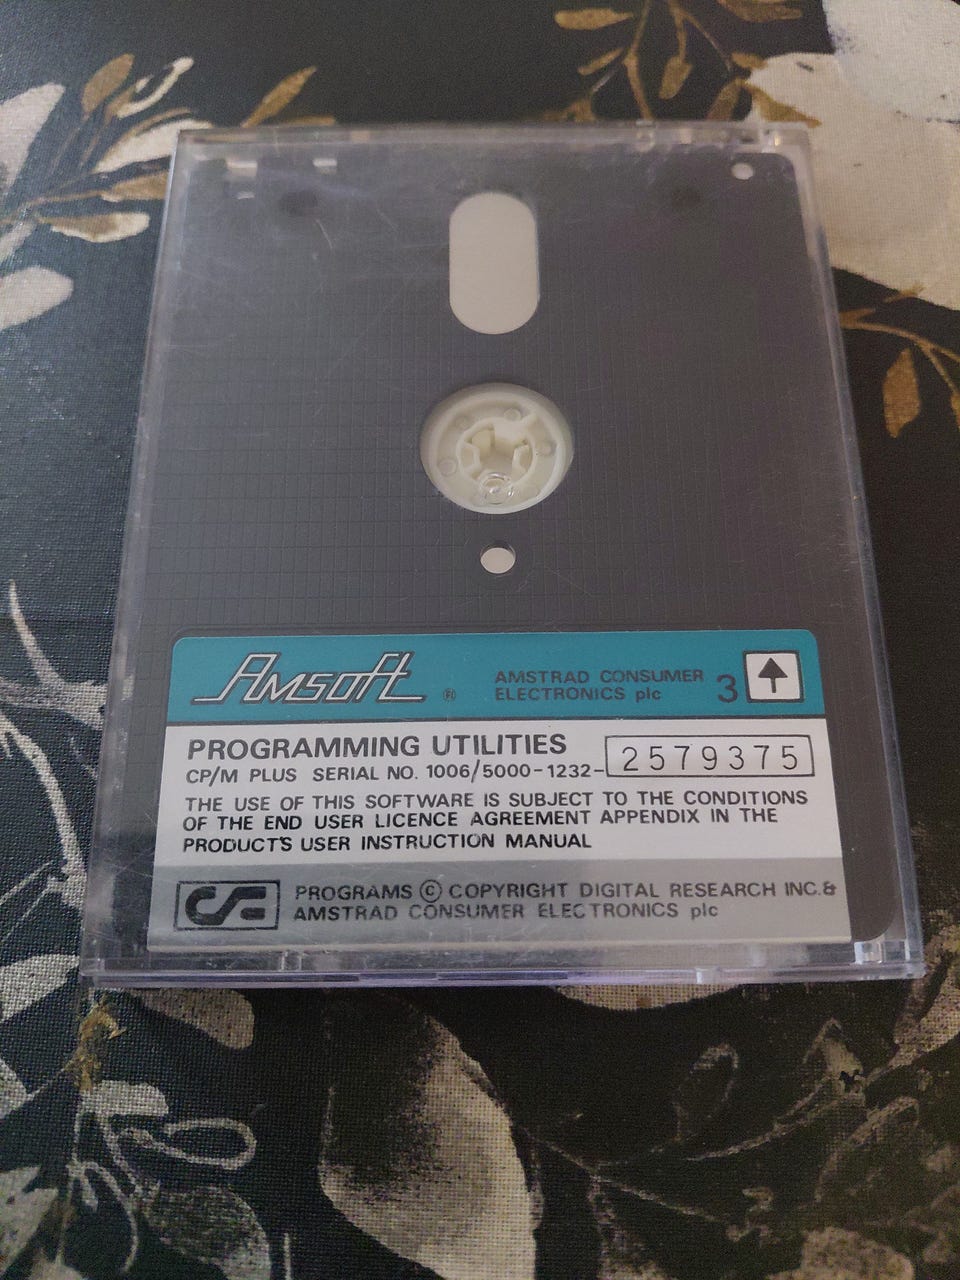 Amsoft ®
AMSTRAD CONSUMER
ELECTRONICS plc
3
PROGRAMMING UTILITIES
CP/M PLUS SERIAL NO. 1006/5000-1232-2579375
THE USE OF THIS SOFTWARE IS SUBJECT TO THE CONDITIONS
OF THE END USER LICENCE AGREEMENT APPENDIX IN THE
PRODUCT'S USER INSTRUCTION MANUAL
PROGRAMS © COPYRIGHT DIGITAL RESEARCH INC.&
AMSTRAD CONSUMER ELECTRONICS plc